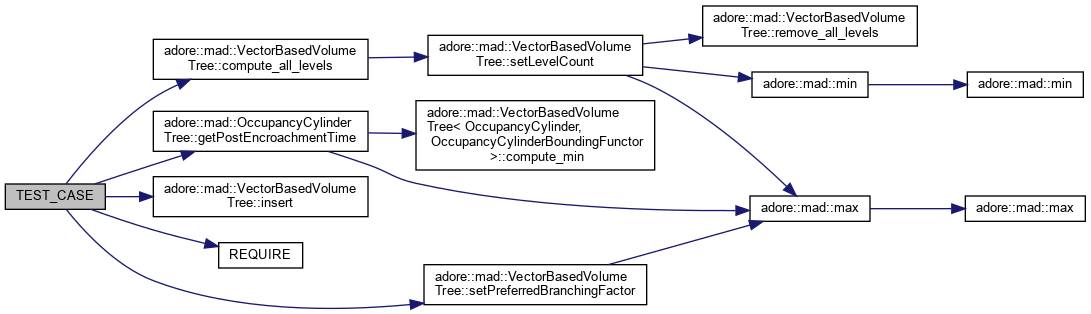 TEST_CASE
adore::mad::VectorBasedVolume
Tree::compute_all_levels
adore::mad::OccupancyCylinder
Tree::getPostEncroachmentTime
adore::mad::VectorBasedVolume
Tree::insert
REQUIRE
adore::mad::VectorBasedVolume
Tree::setPreferredBranchingFactor
adore::mad::VectorBasedVolume
Tree::setLevelCount
adore::mad::VectorBasedVolume
Tree< OccupancyCylinder,
OccupancyCylinderBoundingFunctor
>::compute_min
adore::mad::VectorBasedVolume
Tree::remove_all_levels
adore::mad::min
adore::mad::min
adore::mad::max
adore::mad::max